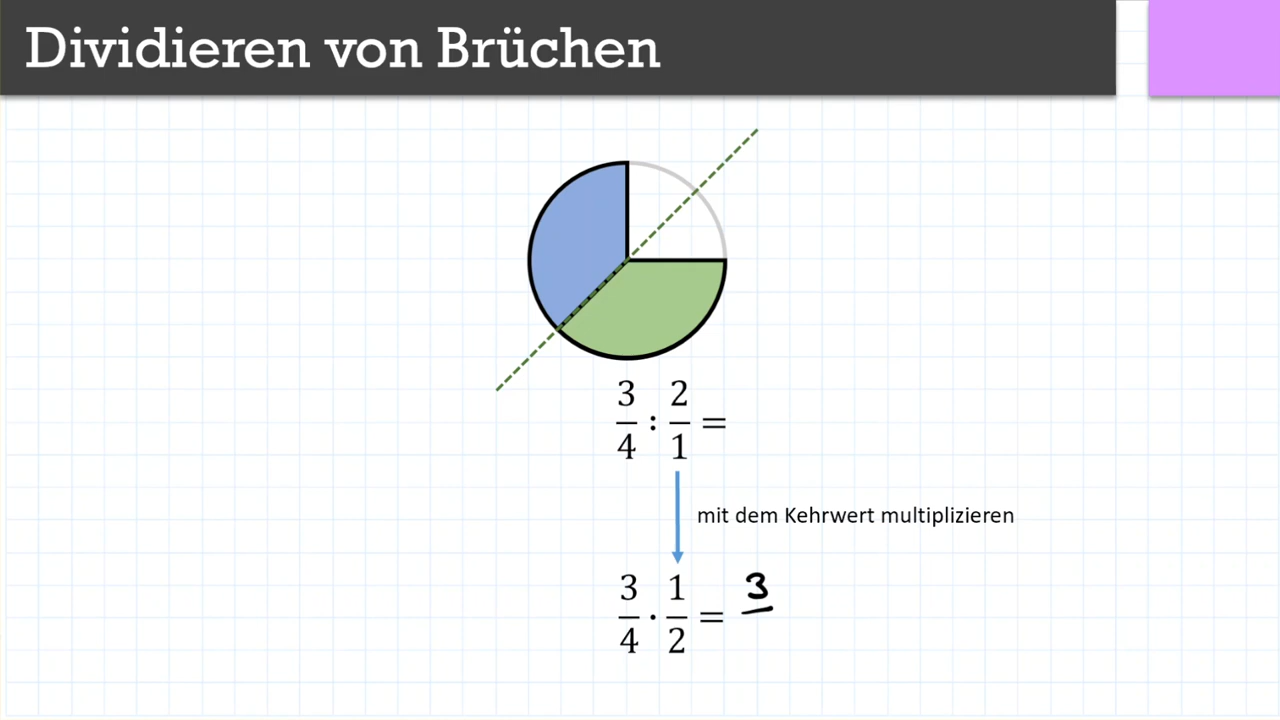 Dividieren von Brüchen
3/4 : 2/1 =
mit dem Kehrwert multiplizieren
3/4 · 1/2 = 3/